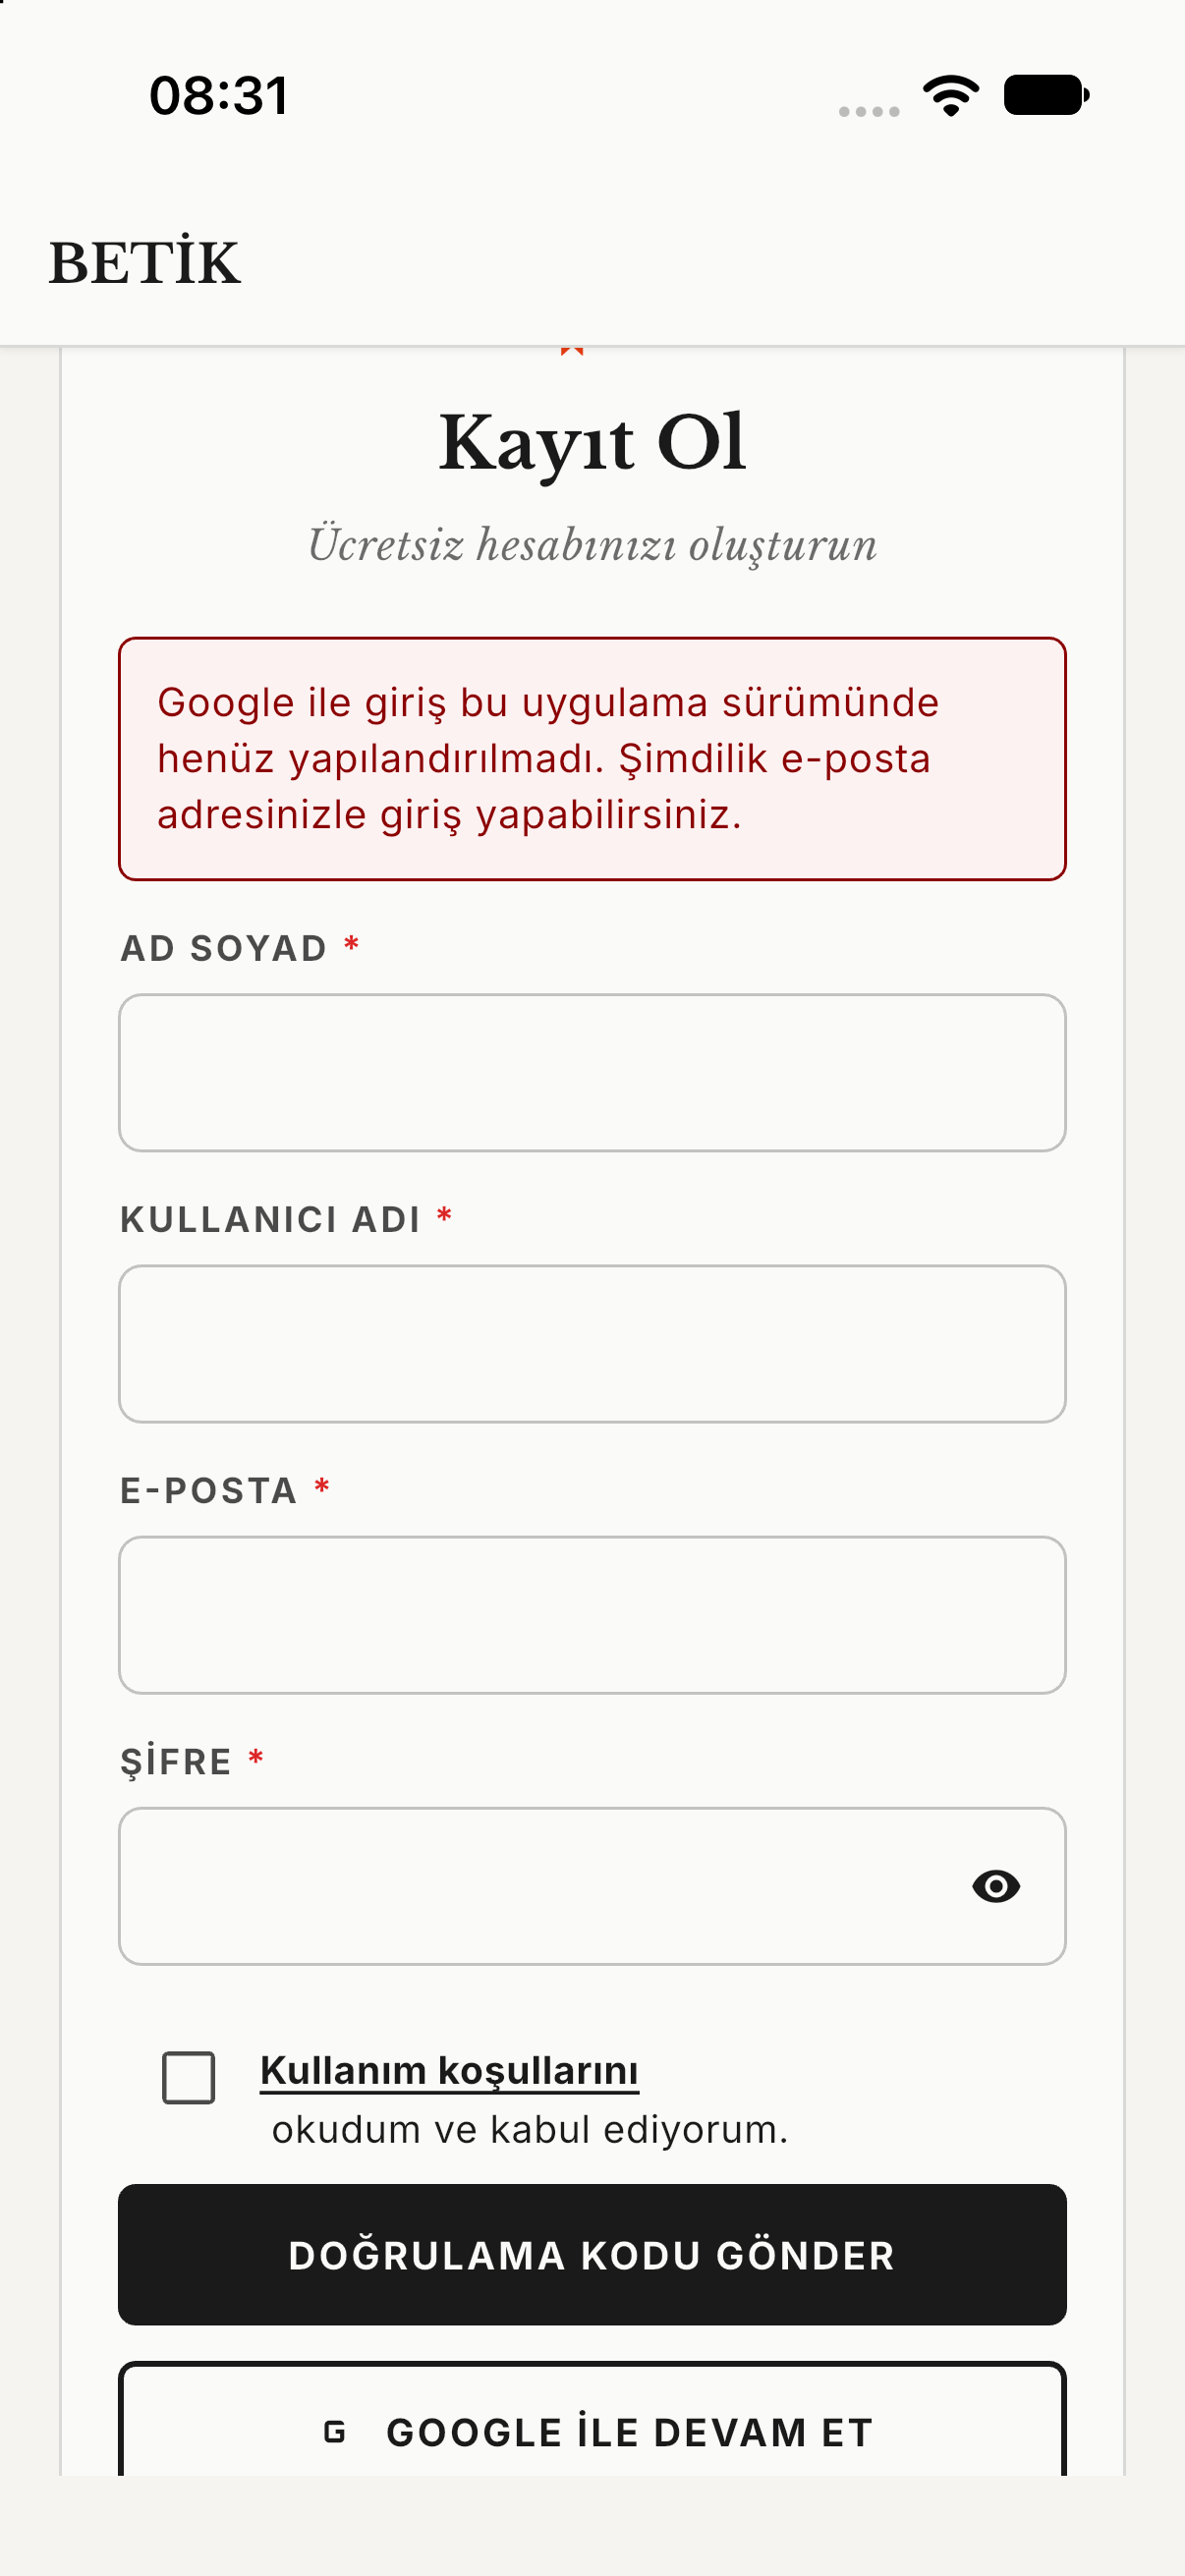 08:31
BETİK
Kayıt Ol
Ücretsiz hesabınızı oluşturun
Google ile giriş bu uygulama sürümünde
henüz yapılandırılmadı. Şimdilik e-posta
adresinizle giriş yapabilirsiniz.
AD SOYAD *
KULLANICI ADI *
E-POSTA *
ŞİFRE *
Kullanım koşullarını
okudum ve kabul ediyorum.
DOĞRULAMA KODU GÖNDER
G GOOGLE İLE DEVAM ET